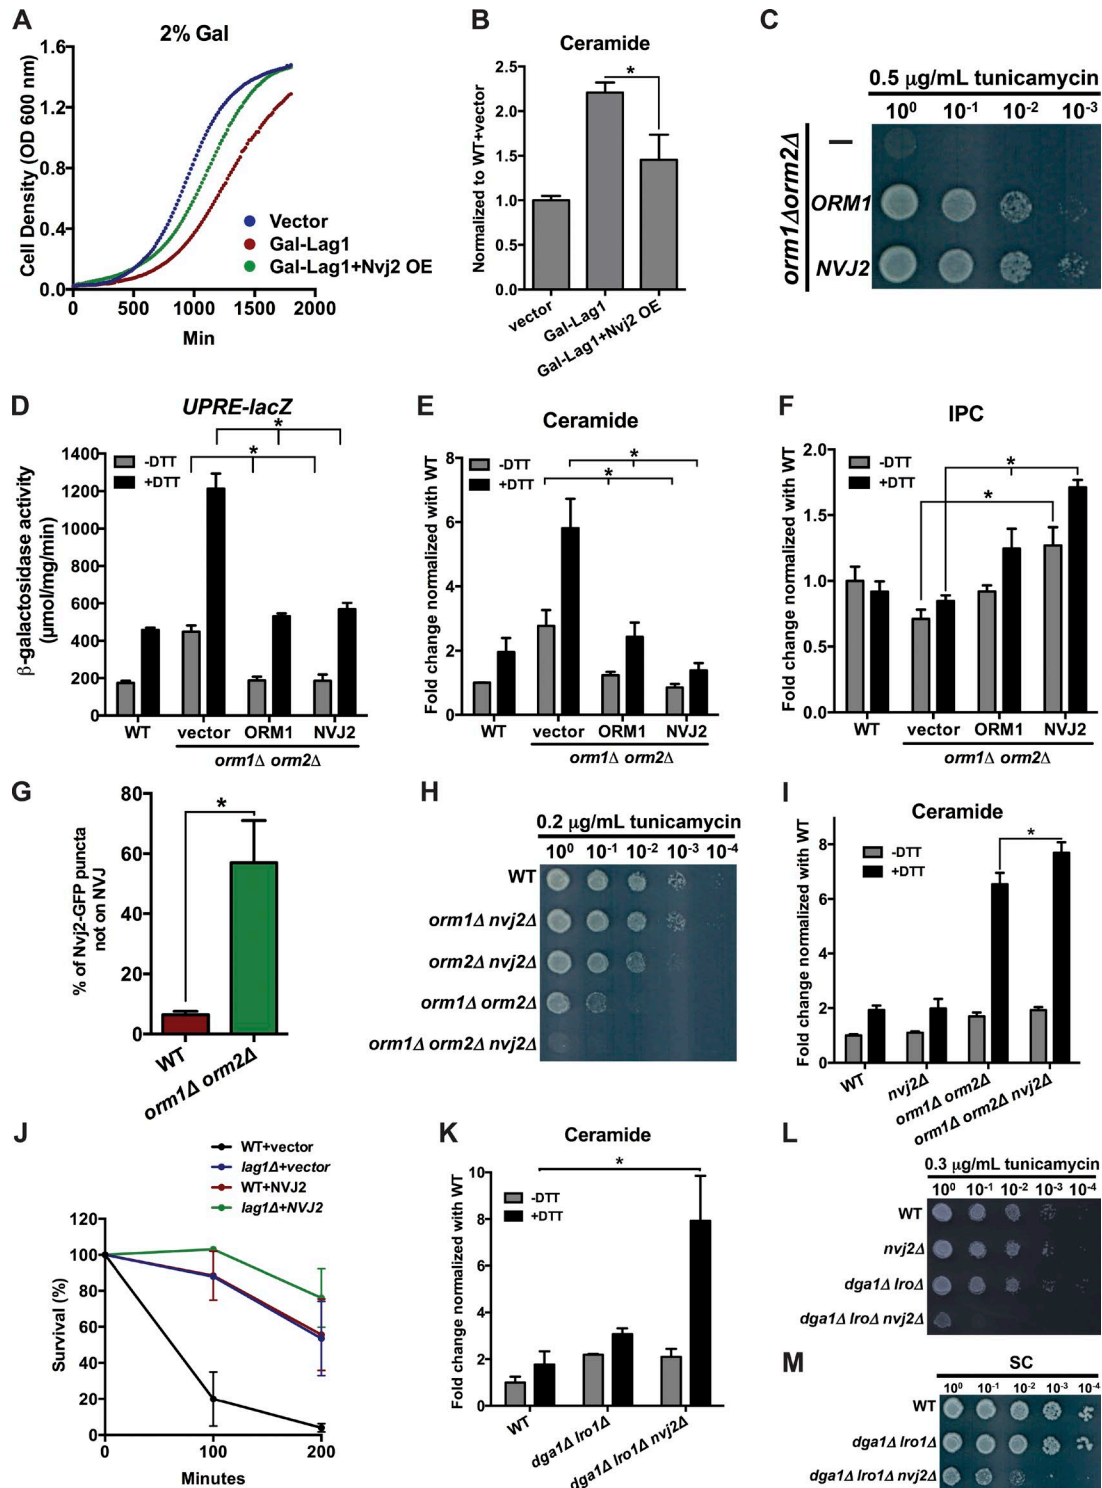 A
2% Gal
Cell Density (OD 600 nm)
1.6
1.2
0.8
0.4
0.0
0 500 1000 1500 2000
Min
Vector
Gal-Lag1
Gal-Lag1+Nvj2 OE
B
Ceramide
*
Normalized to WT+vector
2.5
2.0
1.5
1.0
0.5
0.0
vector
Gal-Lag1
Gal-Lag1+Nvj2 OE
C
0.5 μg/mL tunicamycin
10⁰ 10⁻¹ 10⁻² 10⁻³
orm1Δorm2Δ
—
ORM1
NVJ2
D
UPRE-lacZ
*
*
-DTT
+DTT
β-galactosidase activity
(μmol/mg/min)
1400
1200
1000
800
600
400
200
0
WT vector ORM1 NVJ2
orm1Δ orm2Δ
E
Ceramide
-DTT
+DTT
*
*
Fold change normalized with WT
8
6
4
2
0
WT vector ORM1 NVJ2
orm1Δ orm2Δ
F
IPC
-DTT
+DTT
*
*
Fold change normalized with WT
2.0
1.5
1.0
0.5
0.0
WT vector ORM1 NVJ2
orm1Δ orm2Δ
G
*
% of Nvj2-GFP puncta
not on NVJ
80
60
40
20
0
WT
orm1Δ orm2Δ
H
0.2 μg/mL tunicamycin
10⁰ 10⁻¹ 10⁻² 10⁻³ 10⁻⁴
WT
orm1Δ nvj2Δ
orm2Δ nvj2Δ
orm1Δ orm2Δ
orm1Δ orm2Δ nvj2Δ
I
Ceramide
-DTT
+DTT
*
Fold change normalized with WT
8
6
4
2
0
WT
nvj2Δ
orm1Δ orm2Δ
orm1Δ orm2Δ nvj2Δ
J
WT+vector
lag1Δ+vector
WT+NVJ2
lag1Δ+NVJ2
Survival (%)
120
100
80
60
40
20
0
0 100 200
Minutes
K
Ceramide
*
-DTT
+DTT
Fold change normalized with WT
10
8
6
4
2
0
WT
dga1Δ lro1Δ
dga1Δ lro1Δ nvj2Δ
L
0.3 μg/mL tunicamycin
10⁰ 10⁻¹ 10⁻² 10⁻³ 10⁻⁴
WT
nvj2Δ
dga1Δ lroΔ
dga1Δ lroΔ nvj2Δ
M
SC
10⁰ 10⁻¹ 10⁻² 10⁻³ 10⁻⁴
WT
dga1Δ lro1Δ
dga1Δ lro1Δ nvj2Δ